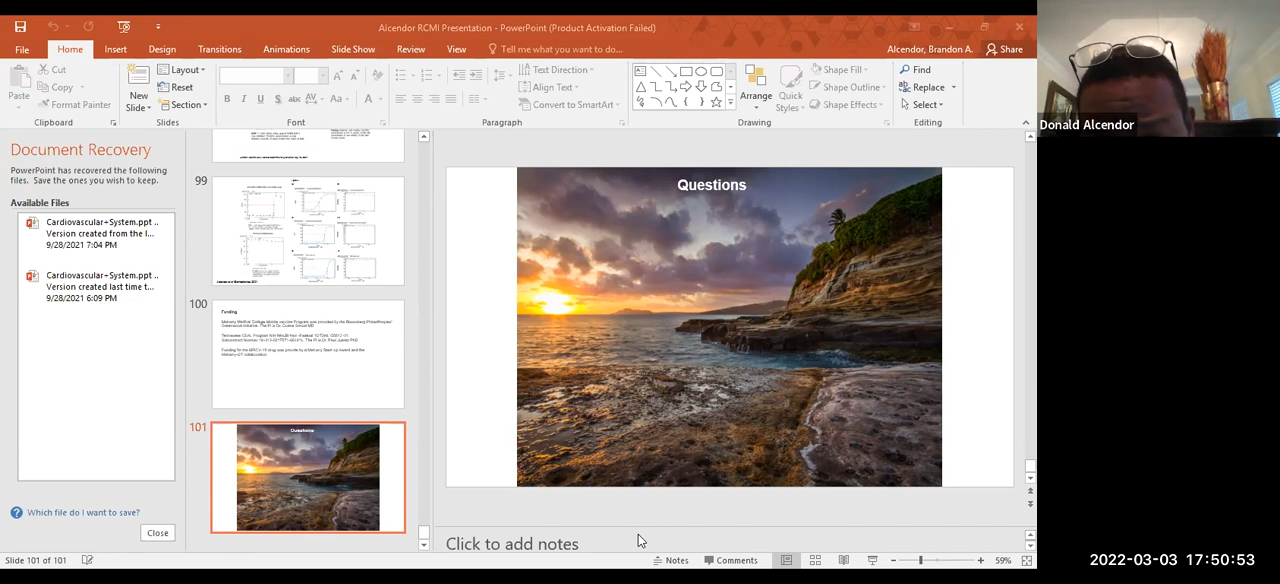 Alcendor RCMI Presentation - PowerPoint (Product Activation Failed)
File Home Insert Design Transitions Animations Slide Show Review View Tell me what you want to do... Alcendor, Brandon A. Share
Paste
Cut
Copy
Format Painter
Clipboard
New
Slide
Layout
Reset
Section
Slides
B I U S abc AV Aa A
Font
Text Direction
Align Text
Convert to SmartArt
Paragraph
Arrange
Quick
Styles
Shape Fill
Shape Outline
Shape Effects
Drawing
Find
Replace
Select
Editing
Donald Alcendor
Document Recovery
PowerPoint has recovered the following
files. Save the ones you wish to keep.
Available Files
Cardiovascular+System.ppt ..
Version created from the l...
9/28/2021 7:04 PM
Cardiovascular+System.ppt ..
Version created last time t...
9/28/2021 6:09 PM
Which file do I want to save?
Close
99
100
Funding
101
Questions
Questions
Click to add notes
Slide 101 of 101
Notes Comments 59%
2022-03-03 17:50:53